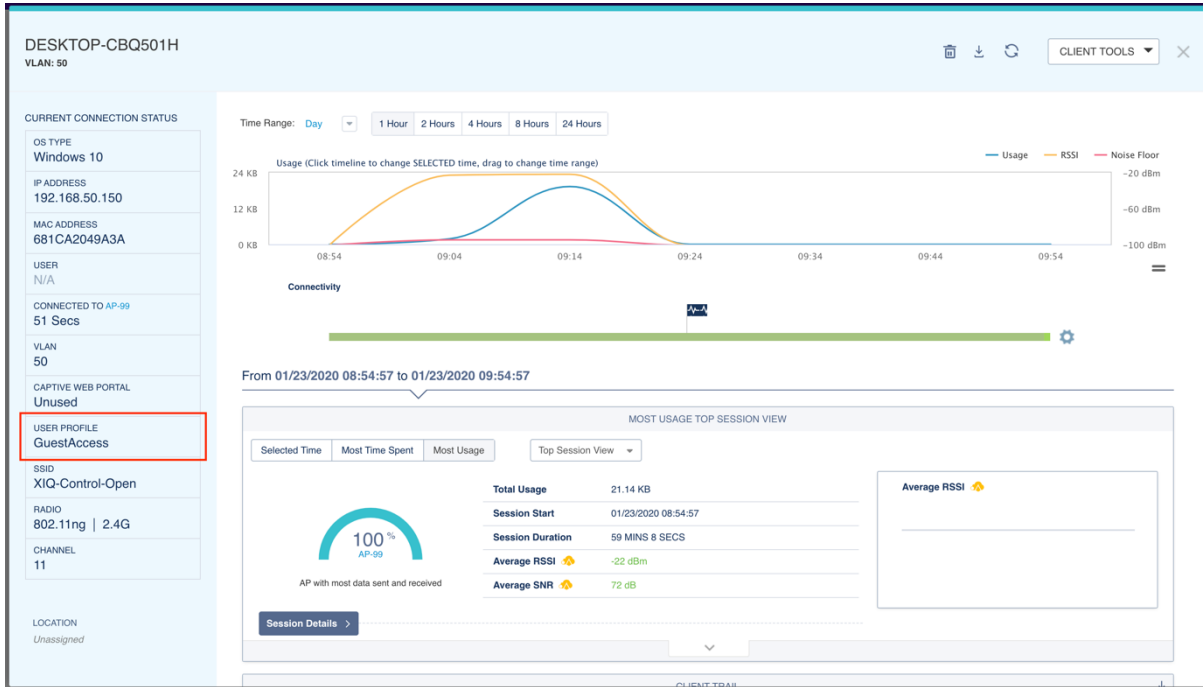 DESKTOP-CBQ501H
VLAN: 50
CLIENT TOOLS
CURRENT CONNECTION STATUS
OS TYPE
Windows 10
IP ADDRESS
192.168.50.150
MAC ADDRESS
681CA2049A3A
USER
N/A
CONNECTED TO AP-99
51 Secs
VLAN
50
CAPTIVE WEB PORTAL
Unused
USER PROFILE
GuestAccess
SSID
XIQ-Control-Open
RADIO
802.11ng | 2.4G
CHANNEL
11
LOCATION
Unassigned
Time Range: Day 1 Hour 2 Hours 4 Hours 8 Hours 24 Hours
Usage (Click timeline to change SELECTED time, drag to change time range)
Usage RSSI Noise Floor
24 KB -20 dBm
12 KB -60 dBm
0 KB -100 dBm
08:54 09:04 09:14 09:24 09:34 09:44 09:54
Connectivity
From 01/23/2020 08:54:57 to 01/23/2020 09:54:57
MOST USAGE TOP SESSION VIEW
Selected Time Most Time Spent Most Usage Top Session View
100 %
AP-99
AP with most data sent and received
Total Usage 21.14 KB
Session Start 01/23/2020 08:54:57
Session Duration 59 MINS 8 SECS
Average RSSI -22 dBm
Average SNR 72 dB
Average RSSI
Session Details >
CLIENT TRAIL